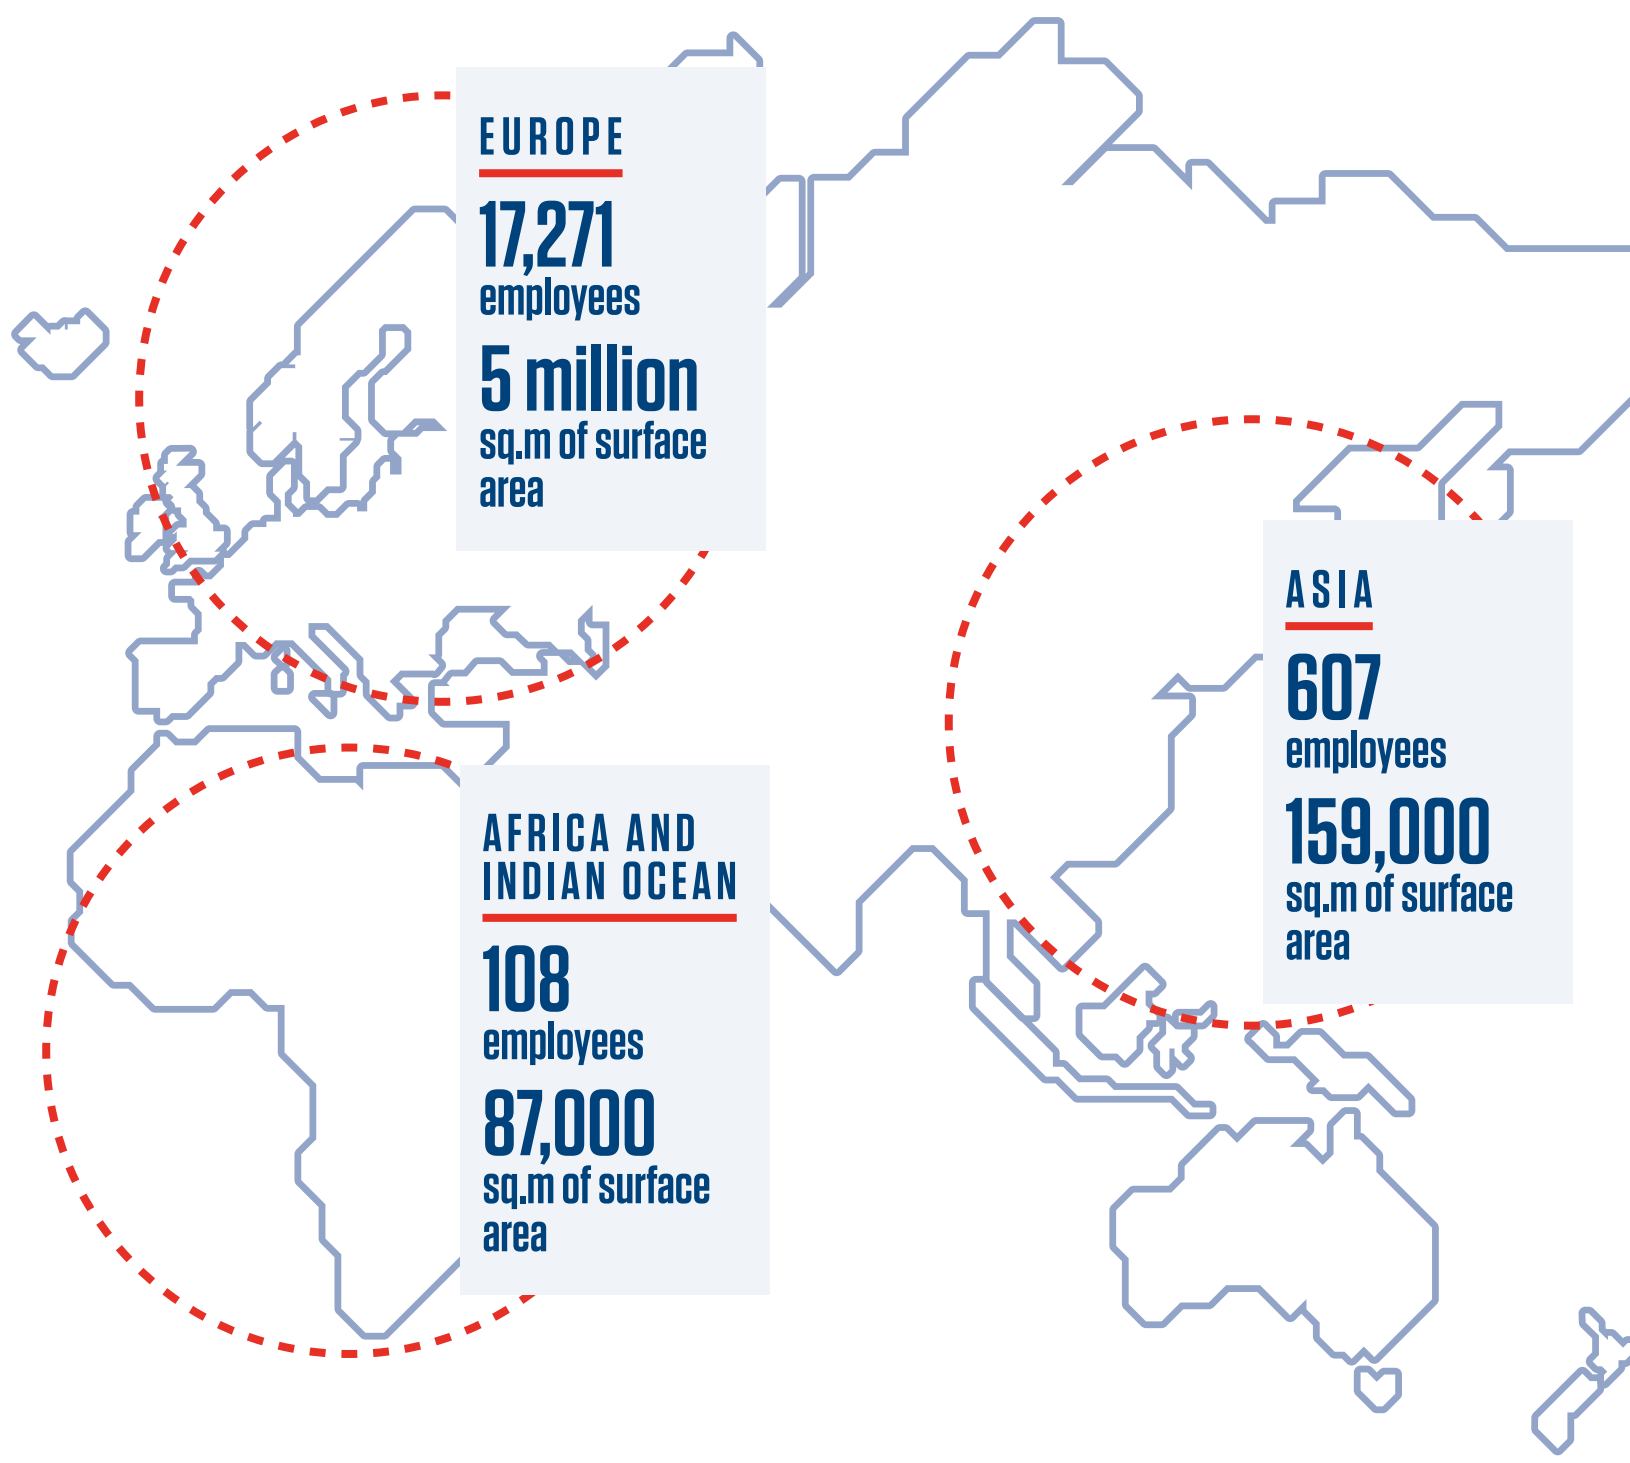 EUROPE
17,271
employees
5 million
sq.m of surface
area
ASIA
607
employees
159,000
sq.m of surface
area
AFRICA AND
INDIAN OCEAN
108
employees
87,000
sq.m of surface
area